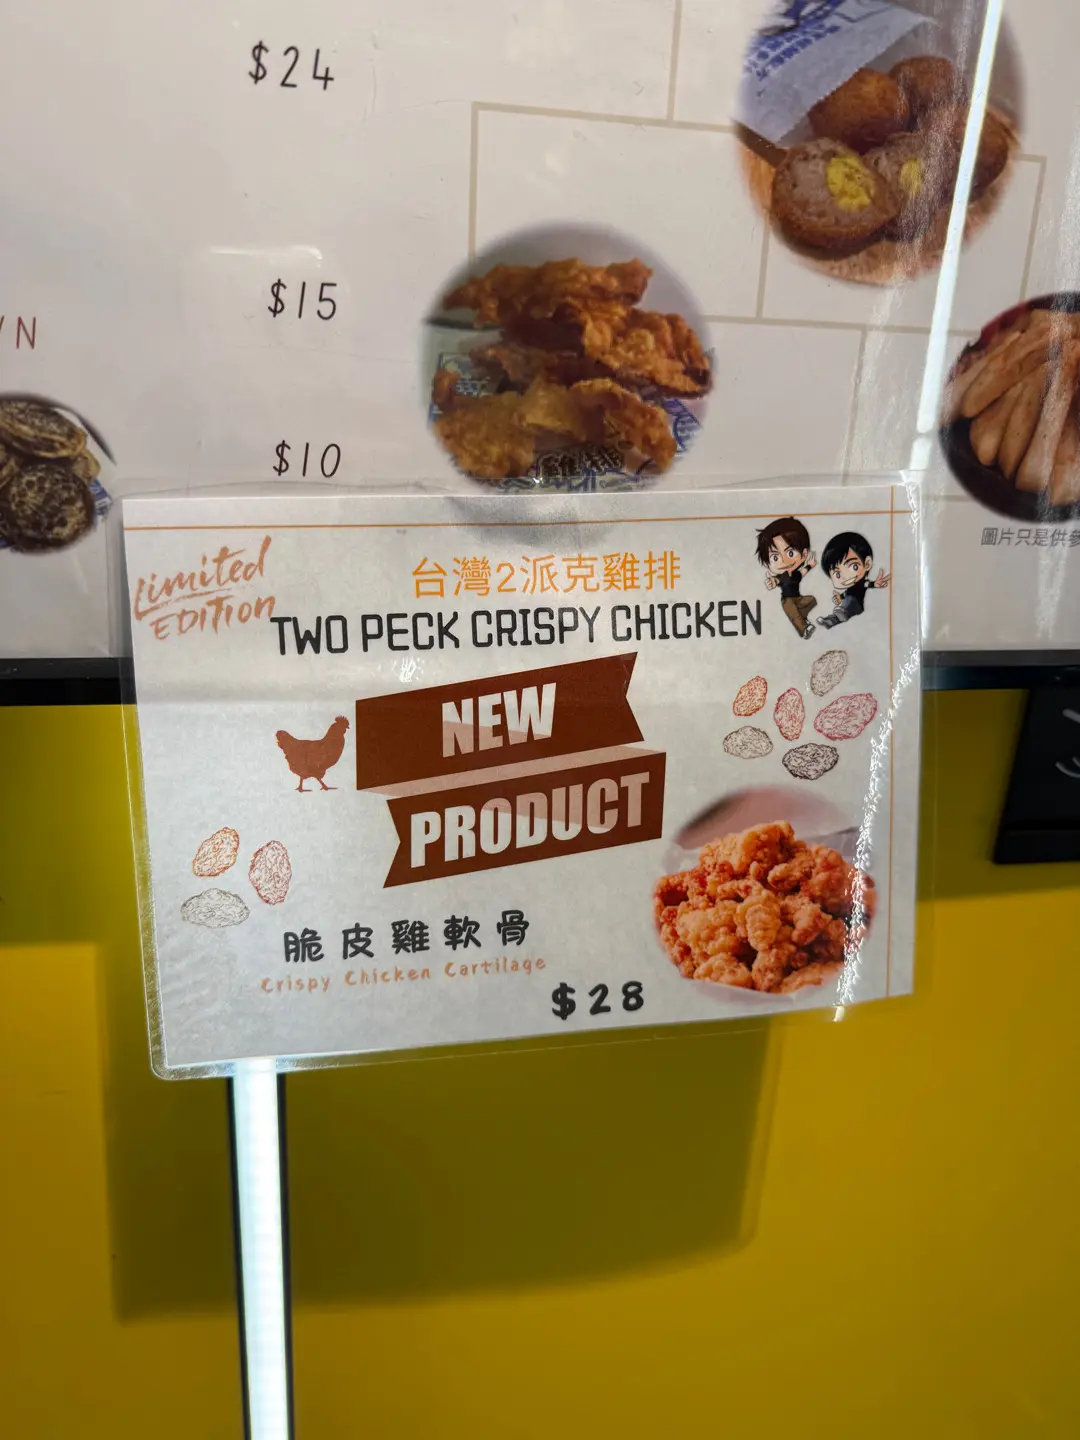 $24
$15
$10
圖片只是供參
Limited
EDITION
台灣2派克雞排
TWO PECK CRISPY CHICKEN
NEW
PRODUCT
脆皮雞軟骨
Crispy Chicken Cartilage
$28